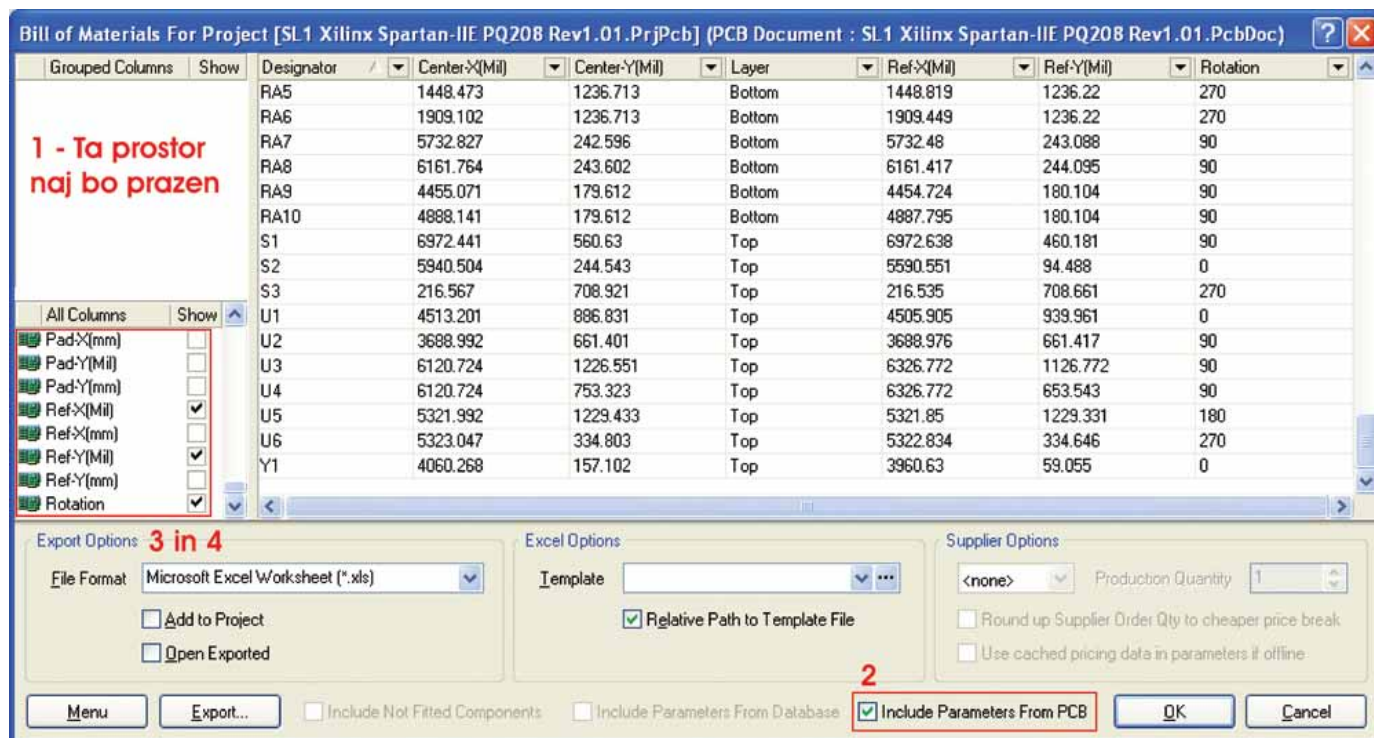 Bill of Materials For Project [SL1 Xilinx Spartan-IIE PQ208 Rev1.01.PrjPcb] (PCB Document : SL1 Xilinx Spartan-IIE PQ208 Rev1.01.PcbDoc)
Grouped Columns Show
1 - Ta prostor
naj bo prazen
All Columns Show
Pad-X(mm)
Pad-Y(Mil)
Pad-Y(mm)
Ref-X(Mil)
Ref-X(mm)
Ref-Y(Mil)
Ref-Y(mm)
Rotation
Designator Center-X(Mil) Center-Y(Mil) Layer Ref-X(Mil) Ref-Y(Mil) Rotation
RA5 1448.473 1236.713 Bottom 1448.819 1236.22 270
RA6 1909.102 1236.713 Bottom 1909.449 1236.22 270
RA7 5732.827 242.596 Bottom 5732.48 243.088 90
RA8 6161.764 243.602 Bottom 6161.417 244.095 90
RA9 4455.071 179.612 Bottom 4454.724 180.104 90
RA10 4888.141 179.612 Bottom 4887.795 180.104 90
S1 6972.441 560.63 Top 6972.638 460.181 90
S2 5940.504 244.543 Top 5590.551 94.488 0
S3 216.567 708.921 Top 216.535 708.661 270
U1 4513.201 886.831 Top 4505.905 939.961 0
U2 3688.992 661.401 Top 3688.976 661.417 90
U3 6120.724 1226.551 Top 6326.772 1126.772 90
U4 6120.724 753.323 Top 6326.772 653.543 90
U5 5321.992 1229.433 Top 5321.85 1229.331 180
U6 5323.047 334.803 Top 5322.834 334.646 270
Y1 4060.268 157.102 Top 3960.63 59.055 0
Export Options 3 in 4
File Format Microsoft Excel Worksheet (*.xls)
Add to Project
Open Exported
Excel Options
Template
Relative Path to Template File
Supplier Options
<none> Production Quantity 1
Round up Supplier Order Qty to cheaper price break
Use cached pricing data in parameters if offline
2
Menu Export... Include Not Fitted Components Include Parameters From Database Include Parameters From PCB OK Cancel